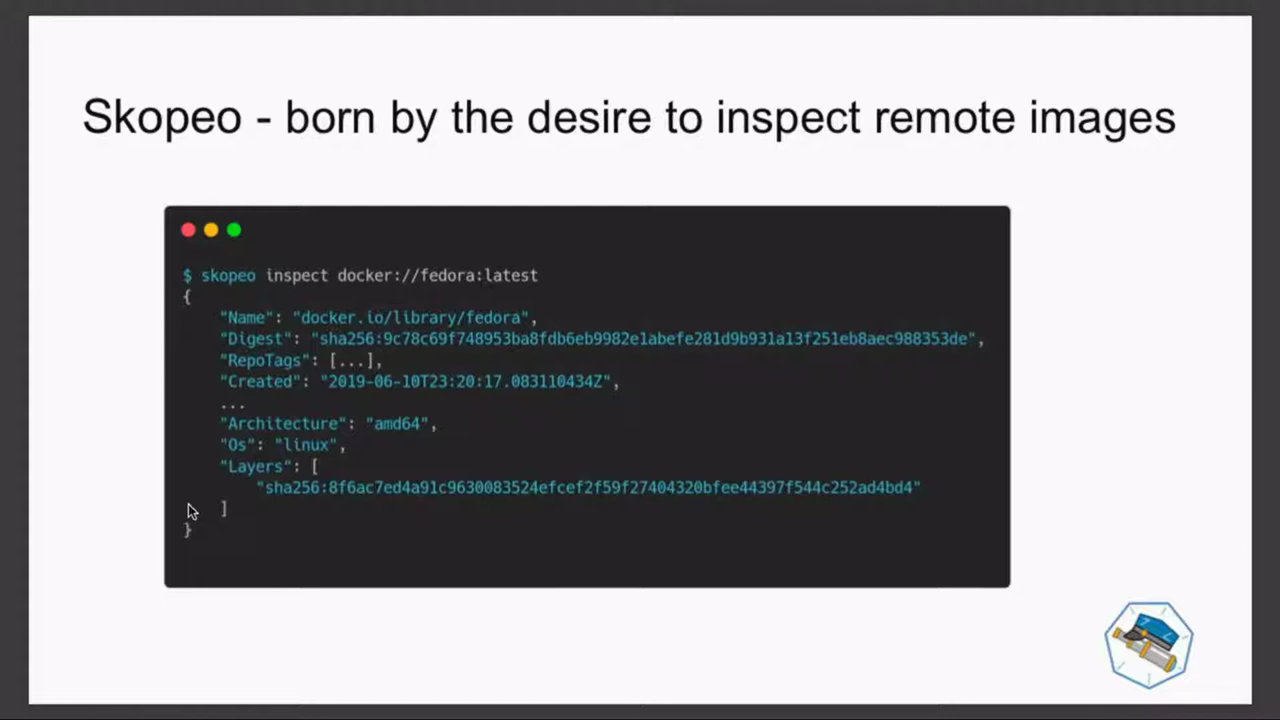 Skopeo - born by the desire to inspect remote images
$ skopeo inspect docker://fedora:latest
{
"Name": "docker.io/library/fedora",
"Digest": "sha256:9c78c69f748953ba8fdb6eb9982e1abefe281d9b931a13f251eb8aec988353de",
"RepoTags": [...],
"Created": "2019-06-10T23:20:17.083110434Z",
...
"Architecture": "amd64",
"Os": "linux",
"Layers": [
"sha256:8f6ac7ed4a91c9630083524efcef2f59f27404320bfee44397f544c252ad4bd4"
]
}